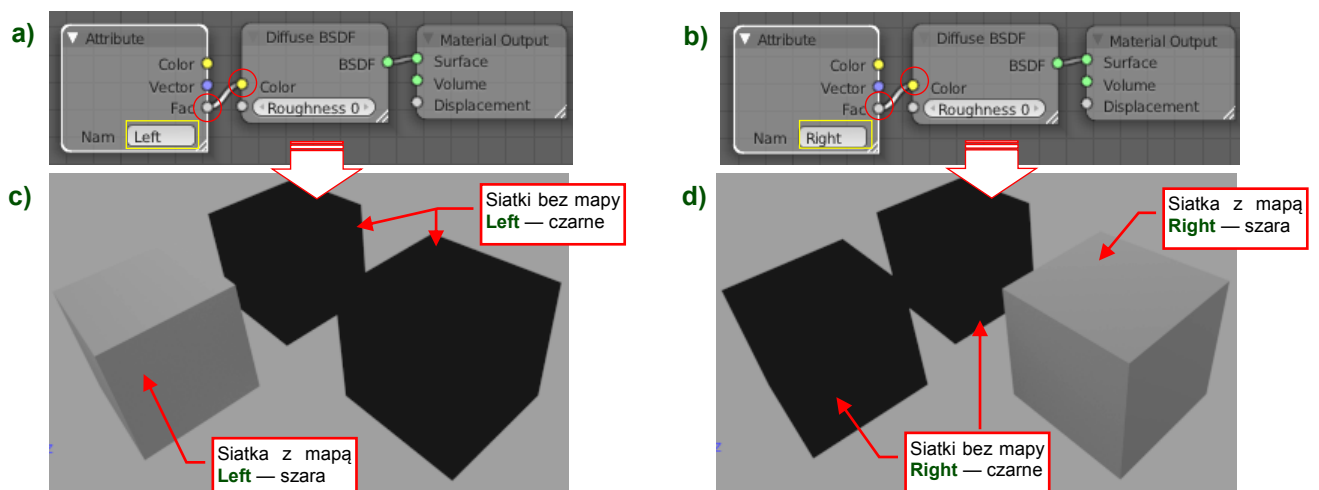 a)
Attribute
Color
Vector
Fac
Nam Left
Diffuse BSDF
BSDF
Color
Roughness 0
Material Output
Surface
Volume
Displacement
b)
Attribute
Color
Vector
Fac
Nam Right
Diffuse BSDF
BSDF
Color
Roughness 0
Material Output
Surface
Volume
Displacement
c)
Siatki bez mapy
Left — czarne
Siatka z mapą
Left — szara
z
d)
Siatka z mapą
Right — szara
Siatki bez mapy
Right — czarne
z